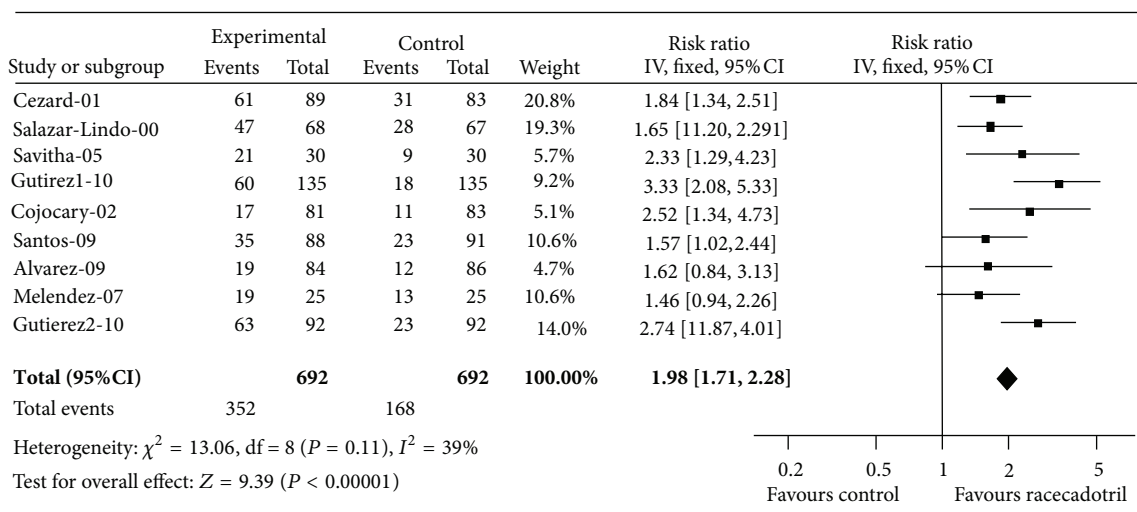 Experimental Control Risk ratio Risk ratio
Study or subgroup Events Total Events Total Weight IV, fixed, 95% CI IV, fixed, 95% CI
Cezard-01 61 89 31 83 20.8% 1.84 [1.34, 2.51]
Salazar-Lindo-00 47 68 28 67 19.3% 1.65 [11.20, 2.291]
Savitha-05 21 30 9 30 5.7% 2.33 [1.29, 4.23]
Gutirez1-10 60 135 18 135 9.2% 3.33 [2.08, 5.33]
Cojocary-02 17 81 11 83 5.1% 2.52 [1.34, 4.73]
Santos-09 35 88 23 91 10.6% 1.57 [1.02, 2.44]
Alvarez-09 19 84 12 86 4.7% 1.62 [0.84, 3.13]
Melendez-07 19 25 13 25 10.6% 1.46 [0.94, 2.26]
Gutierez2-10 63 92 23 92 14.0% 2.74 [11.87, 4.01]
Total (95%CI) 692 692 100.00% 1.98 [1.71, 2.28]
Total events 352 168
Heterogeneity: χ² = 13.06, df = 8 (P = 0.11), I² = 39%
Test for overall effect: Z = 9.39 (P < 0.00001)
0.2 0.5 1 2 5
Favours control Favours racecadotril